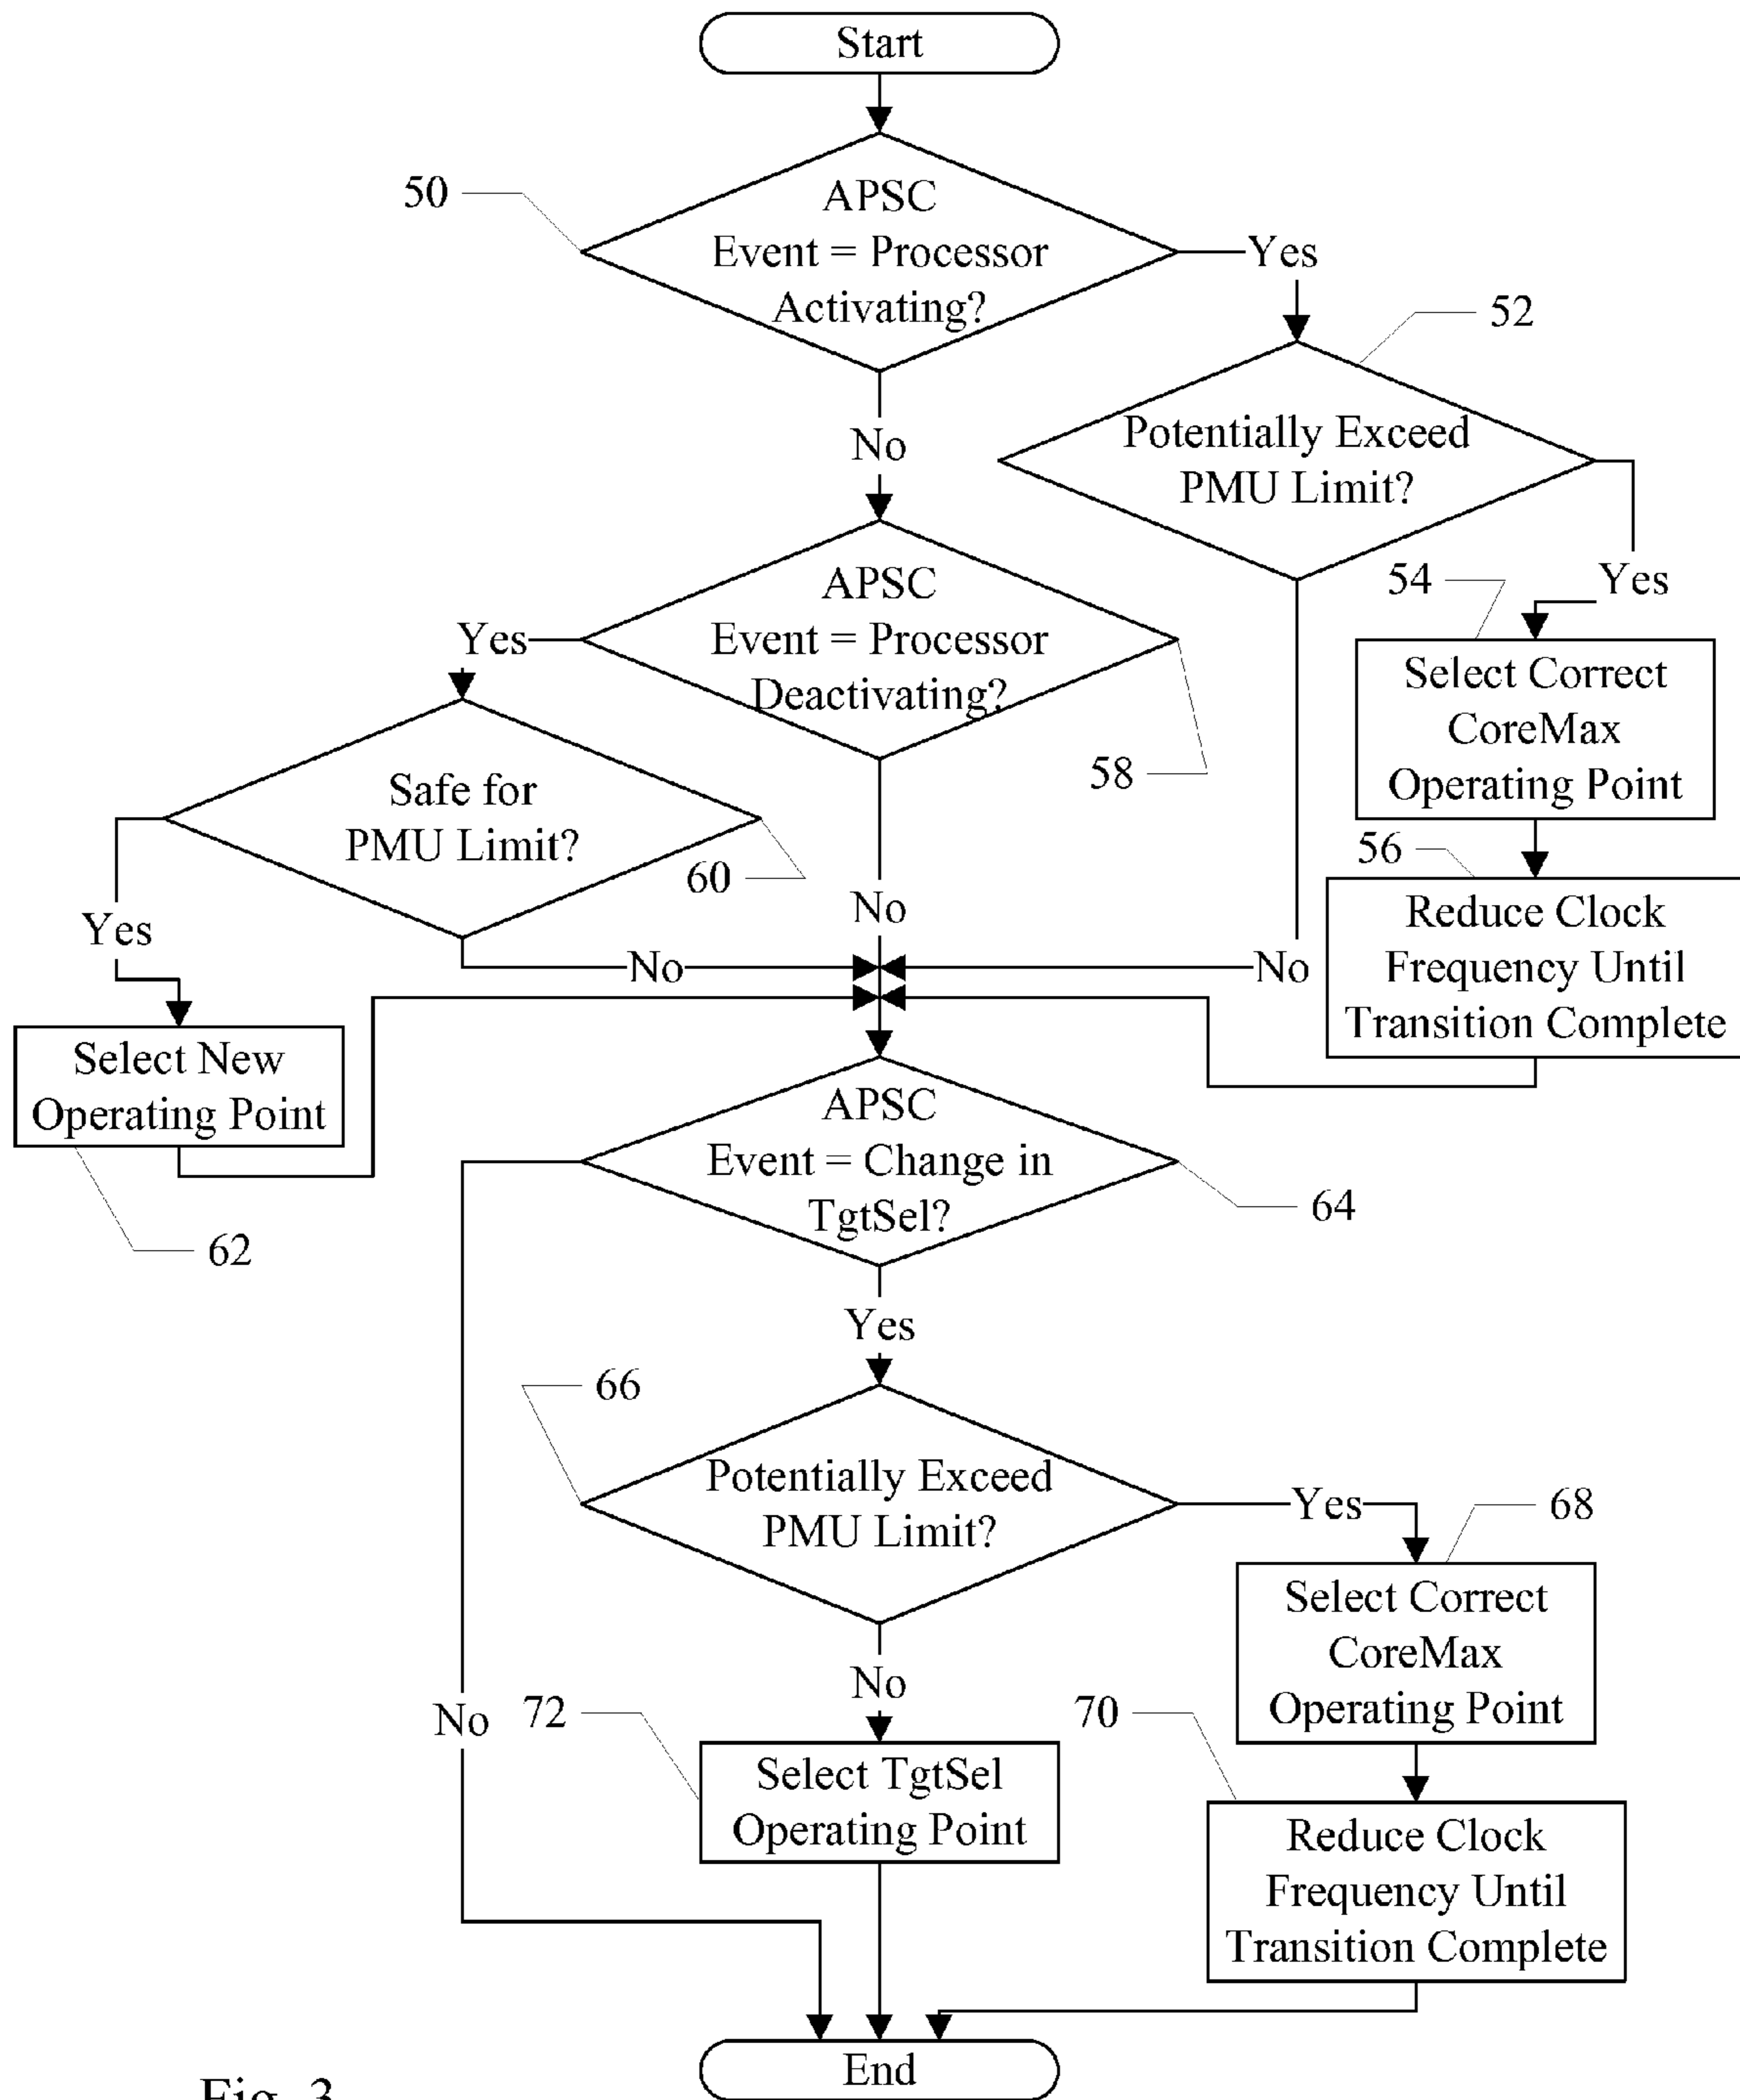 Start
50
APSC
Event = Processor
Activating?
Yes
52
Potentially Exceed
PMU Limit?
No
54
Yes
APSC
Event = Processor
Deactivating?
Yes
58
Select Correct
CoreMax
Operating Point
Safe for
PMU Limit?
60
56
Reduce Clock
Frequency Until
Transition Complete
Yes
No
No
No
Select New
Operating Point
62
APSC
Event = Change in
TgtSel?
64
Yes
66
Potentially Exceed
PMU Limit?
Yes
68
Select Correct
CoreMax
Operating Point
No
No
72
70
Select TgtSel
Operating Point
Reduce Clock
Frequency Until
Transition Complete
End
Fig. 3